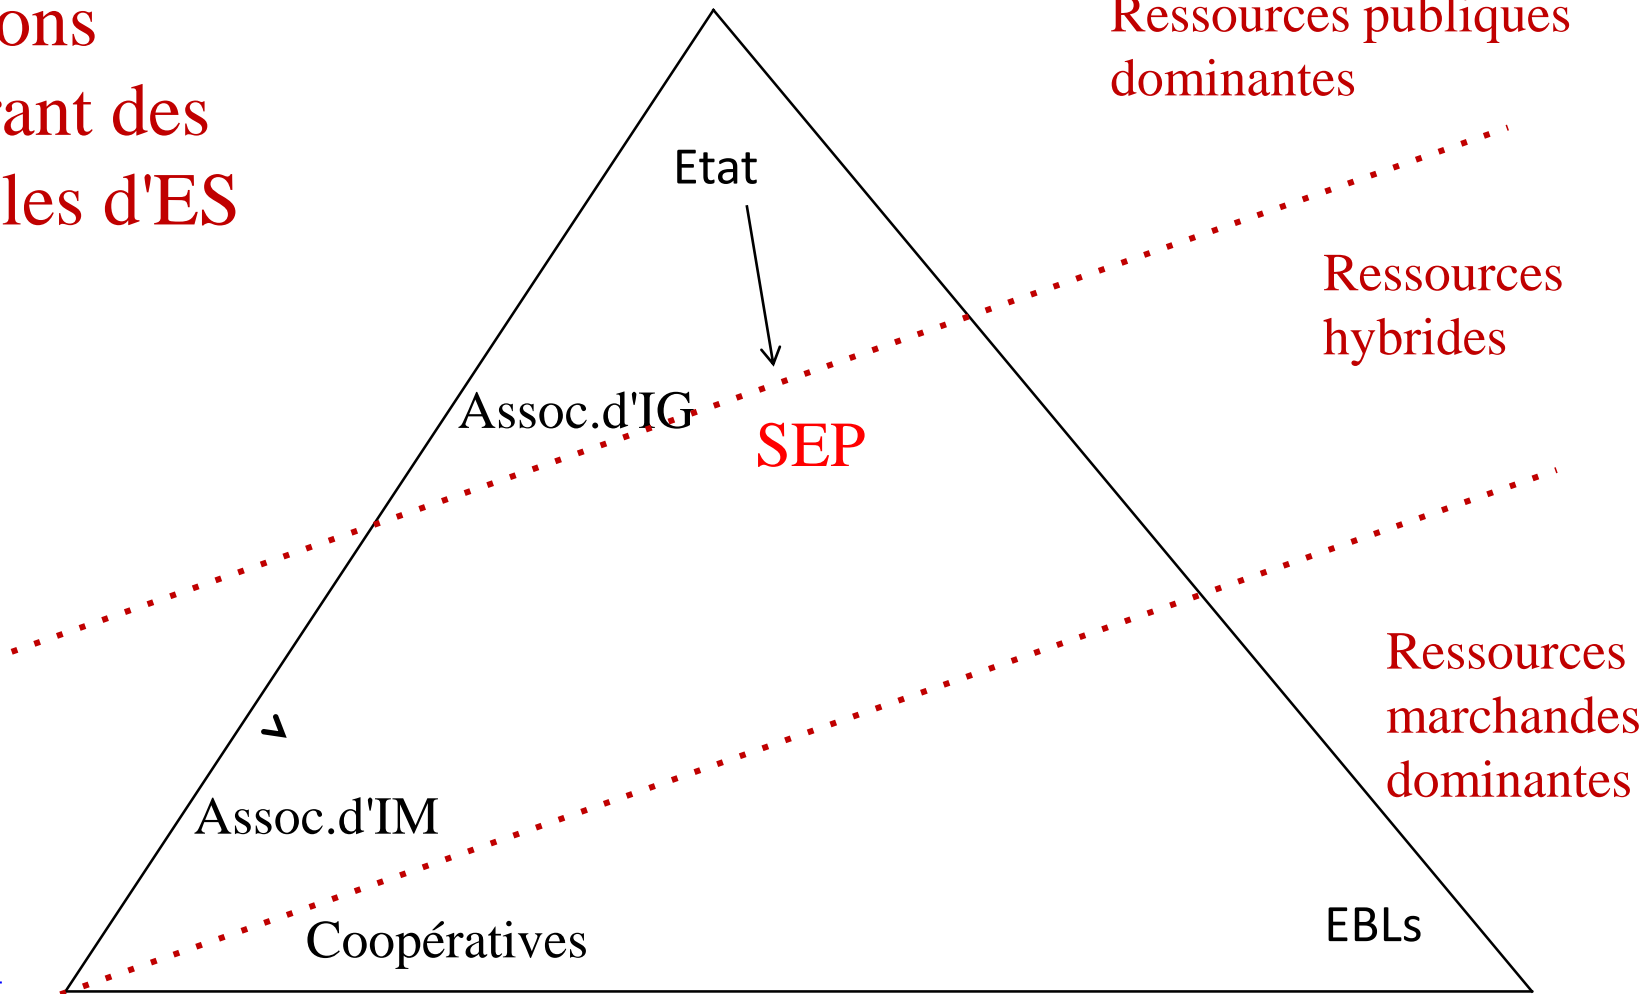 ons
rant des
les d'ES
Ressources publiques
dominantes
Etat
Ressources
hybrides
Assoc.d'IG
SEP
Ressources
marchandes
dominantes
Assoc.d'IM
Coopératives
EBLs